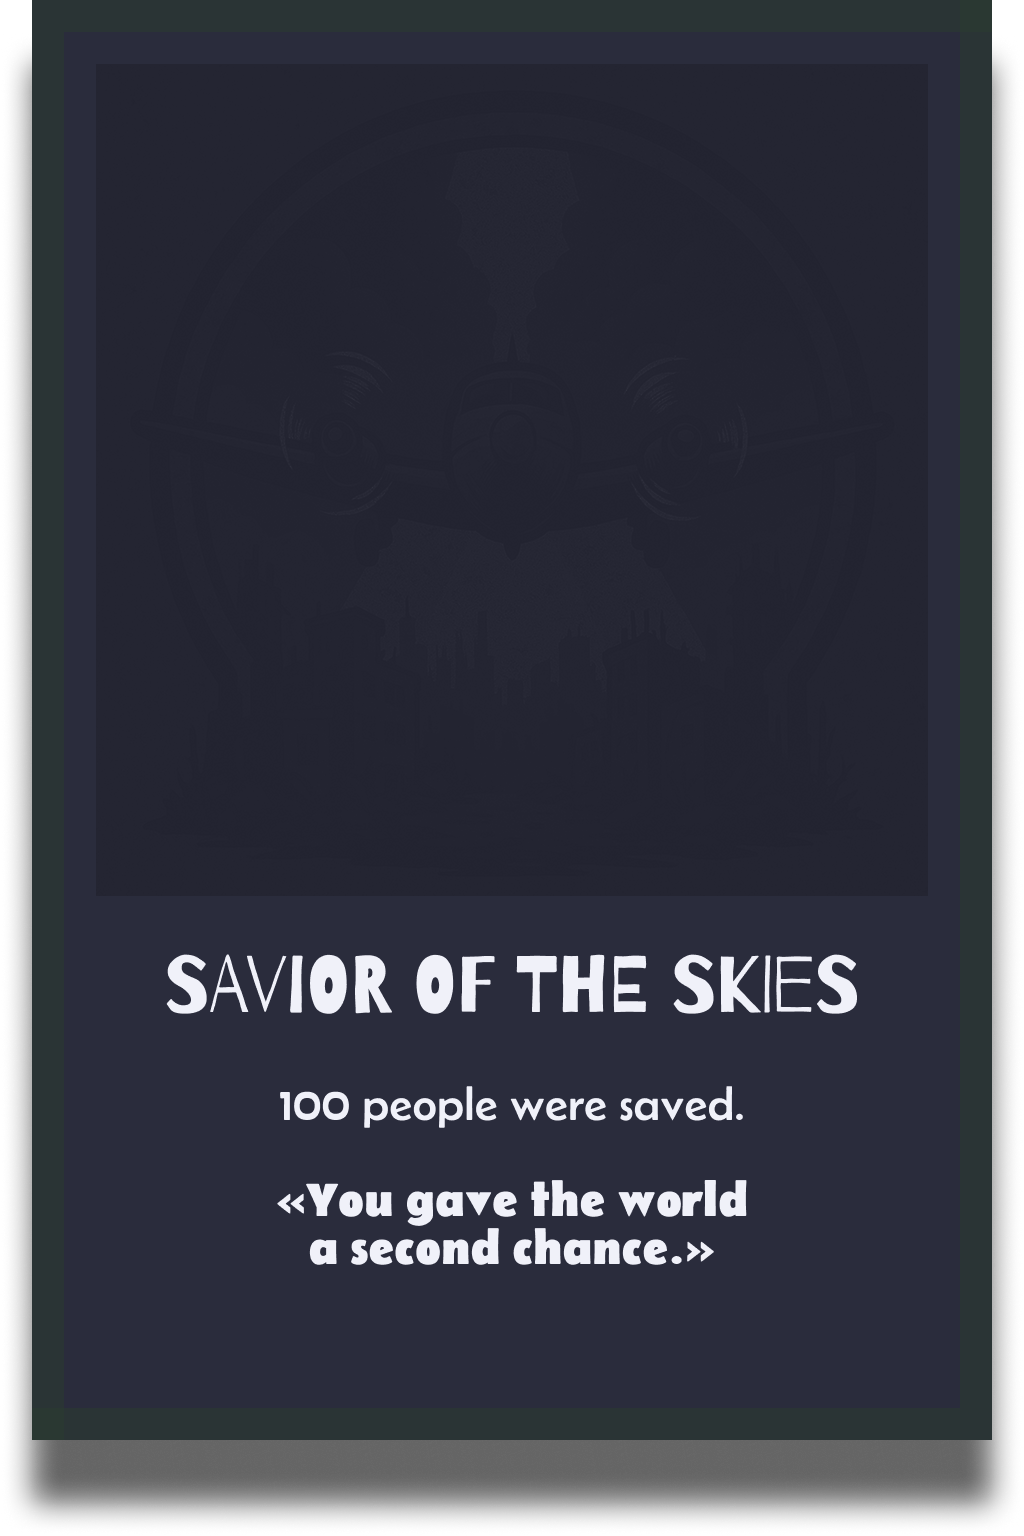 SAVIOR OF THE SKIES
100 people were saved.
«You gave the world
a second chance.»